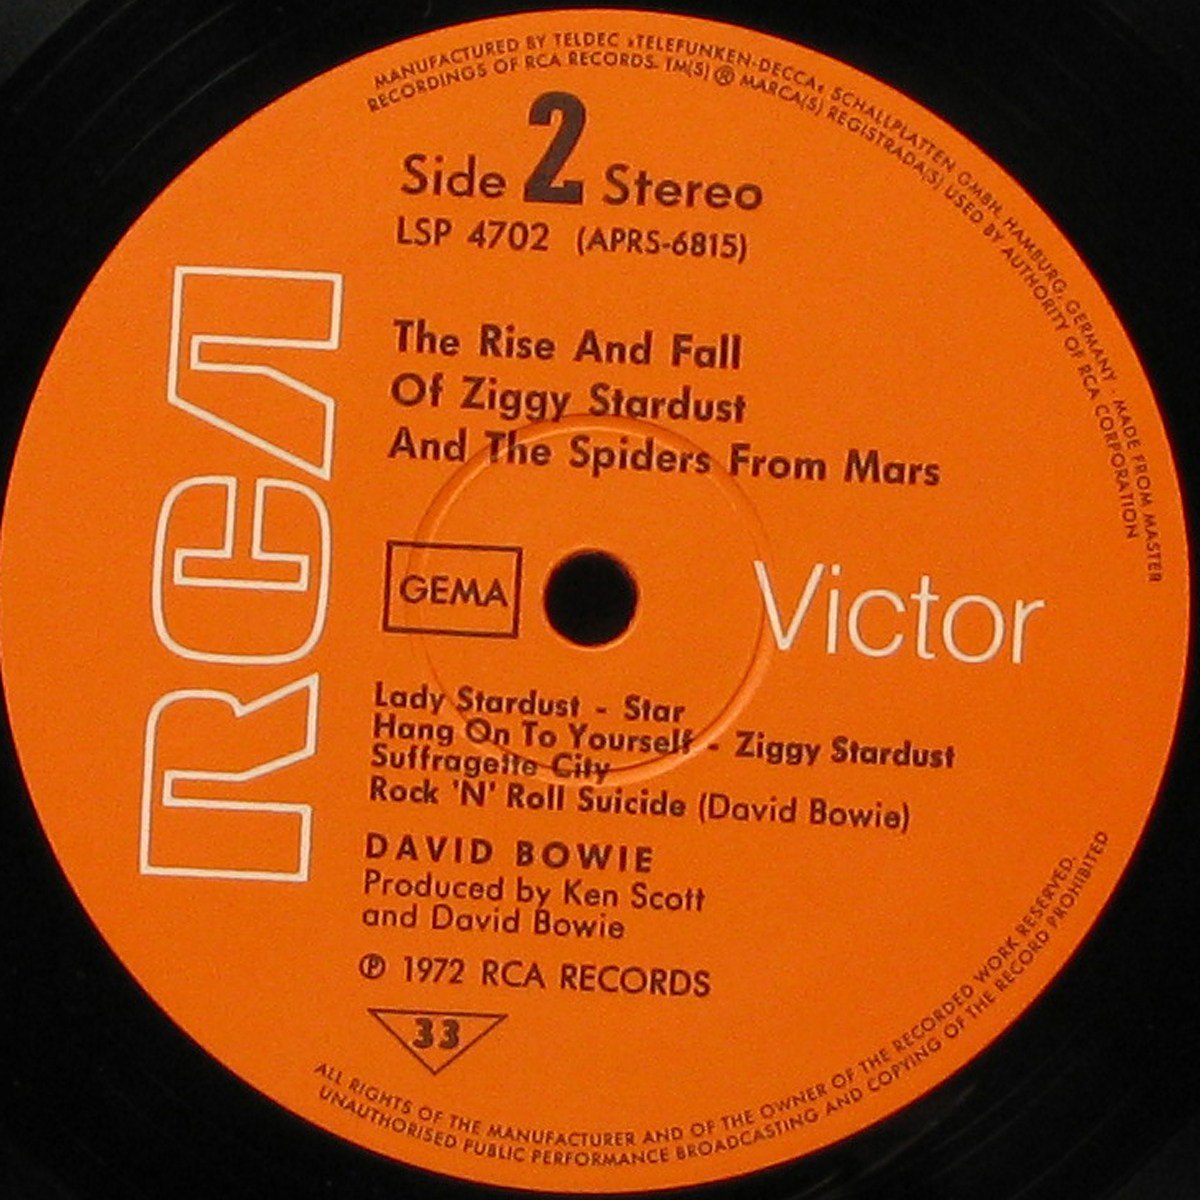 MANUFACTURED BY TELDEC »TELEFUNKEN-DECCA« SCHALLPLATTEN GMBH, HAMBURG, GERMANY · MADE FROM MASTER
RECORDINGS OF RCA RECORDS. TM(S) ® MARCA(S) REGISTRADA(S) USED BY AUTHORITY OF RCA CORPORATION
Side 2 Stereo
LSP 4702 (APRS-6815)
RCA
The Rise And Fall
Of Ziggy Stardust
And The Spiders From Mars
GEMA
Victor
Lady Stardust - Star
Hang On To Yourself - Ziggy Stardust
Suffragette City
Rock 'N' Roll Suicide (David Bowie)
DAVID BOWIE
Produced by Ken Scott
and David Bowie
℗ 1972 RCA RECORDS
33
ALL RIGHTS OF THE MANUFACTURER AND OF THE OWNER OF THE RECORDED WORK RESERVED.
UNAUTHORISED PUBLIC PERFORMANCE BROADCASTING AND COPYING OF THE RECORD PROHIBITED